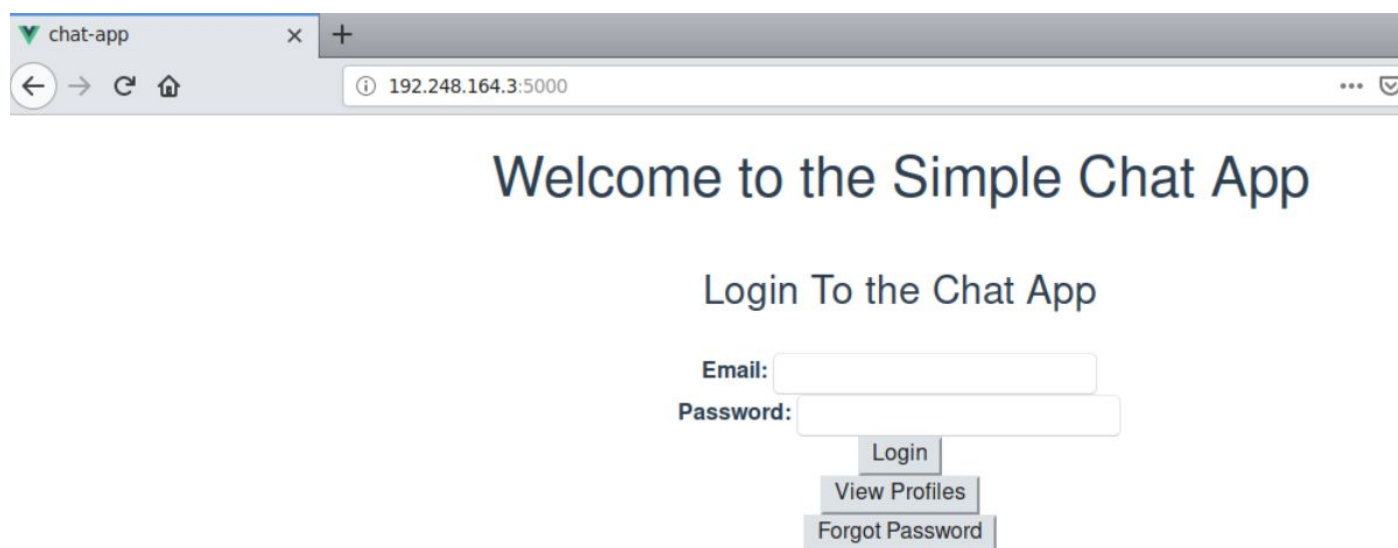 chat-app
192.248.164.3:5000
Welcome to the Simple Chat App
Login To the Chat App
Email:
Password:
Login
View Profiles
Forgot Password